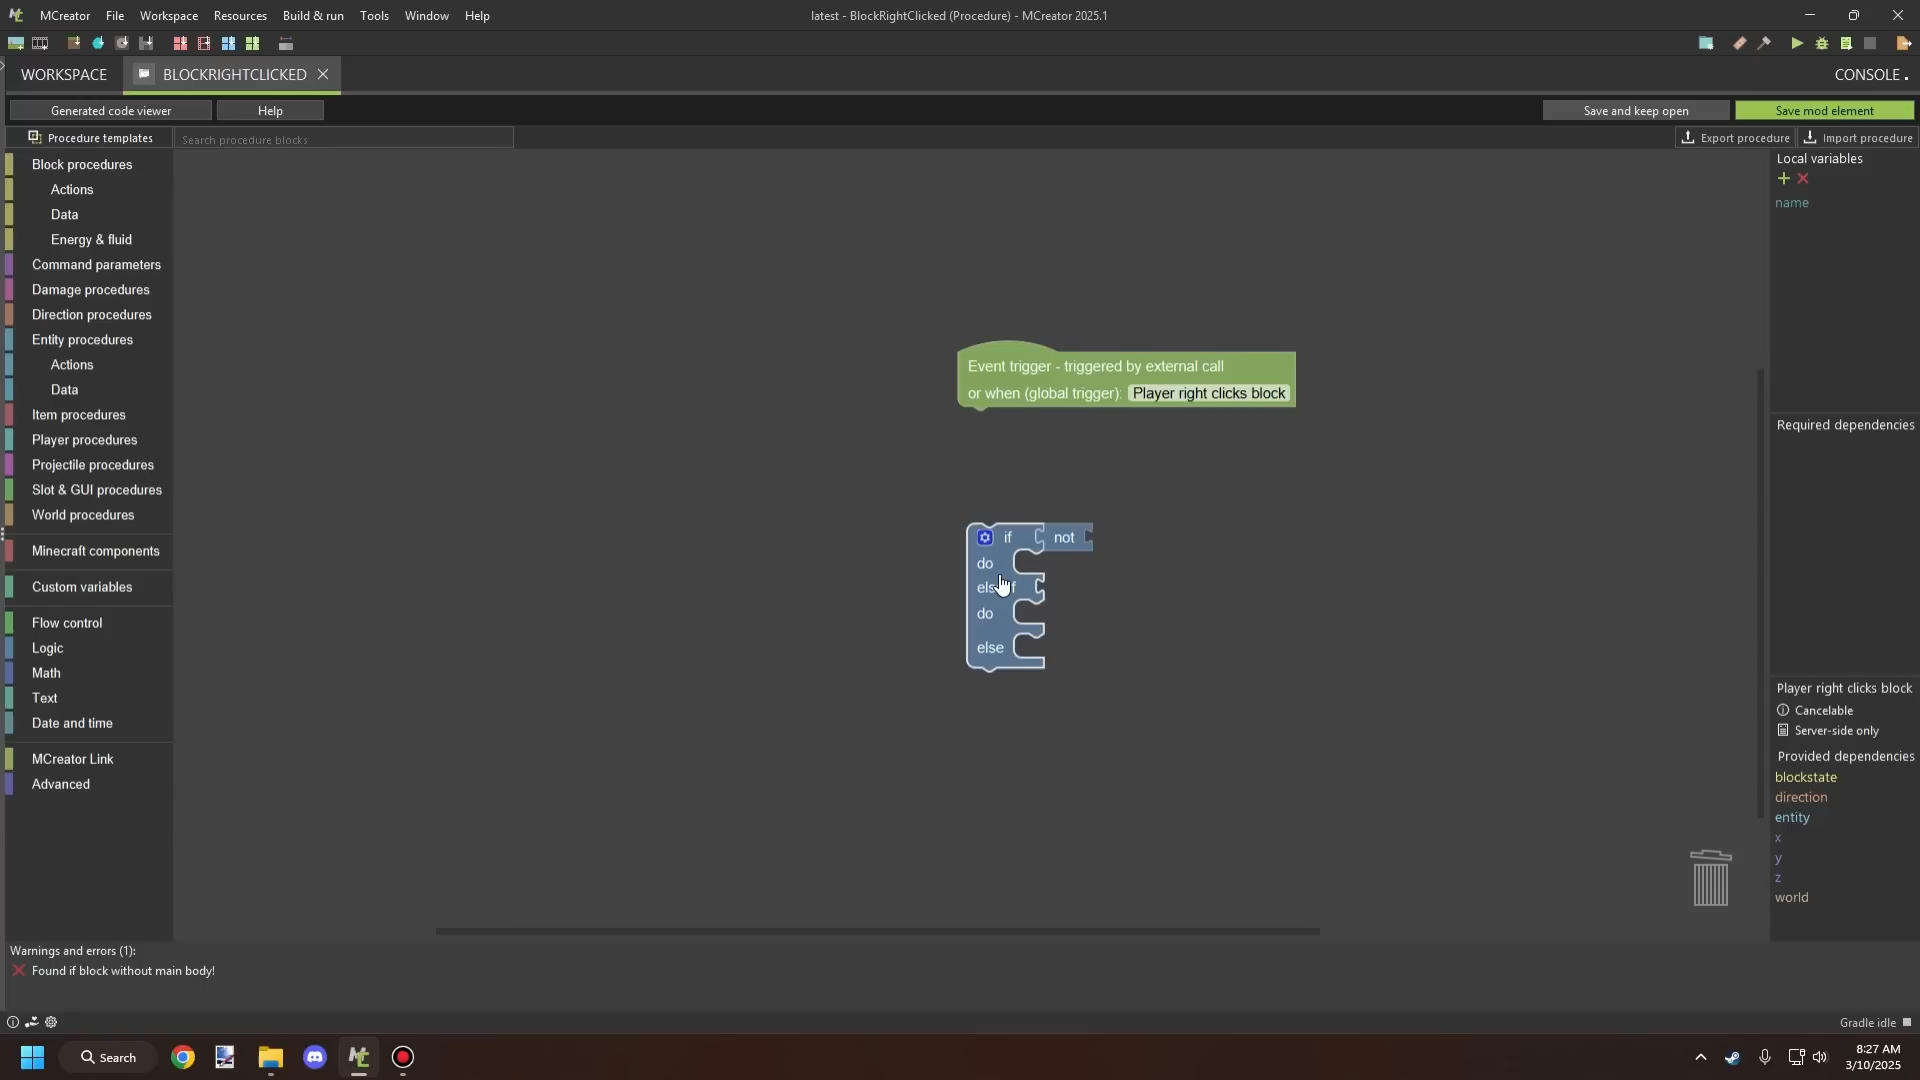 MCreator File Workspace Resources Build & run Tools Window Help
latest - BlockRightClicked (Procedure) - MCreator 2025.1
WORKSPACE
BLOCKRIGHTCLICKED
CONSOLE
Generated code viewer
Help
Save and keep open
Save mod element
Procedure templates
Search procedure blocks
Export procedure
Import procedure
Block procedures
Actions
Data
Energy & fluid
Command parameters
Damage procedures
Direction procedures
Entity procedures
Actions
Data
Item procedures
Player procedures
Projectile procedures
Slot & GUI procedures
World procedures
Minecraft components
Custom variables
Flow control
Logic
Math
Text
Date and time
MCreator Link
Advanced
Event trigger - triggered by external call
or when (global trigger): Player right clicks block
if not
do
do
else
Local variables
name
Required dependencies
Player right clicks block
Cancelable
Server-side only
Provided dependencies
blockstate
direction
entity
x
y
z
world
Warnings and errors (1):
Found if block without main body!
Gradle idle
Search
8:27 AM
3/10/2025